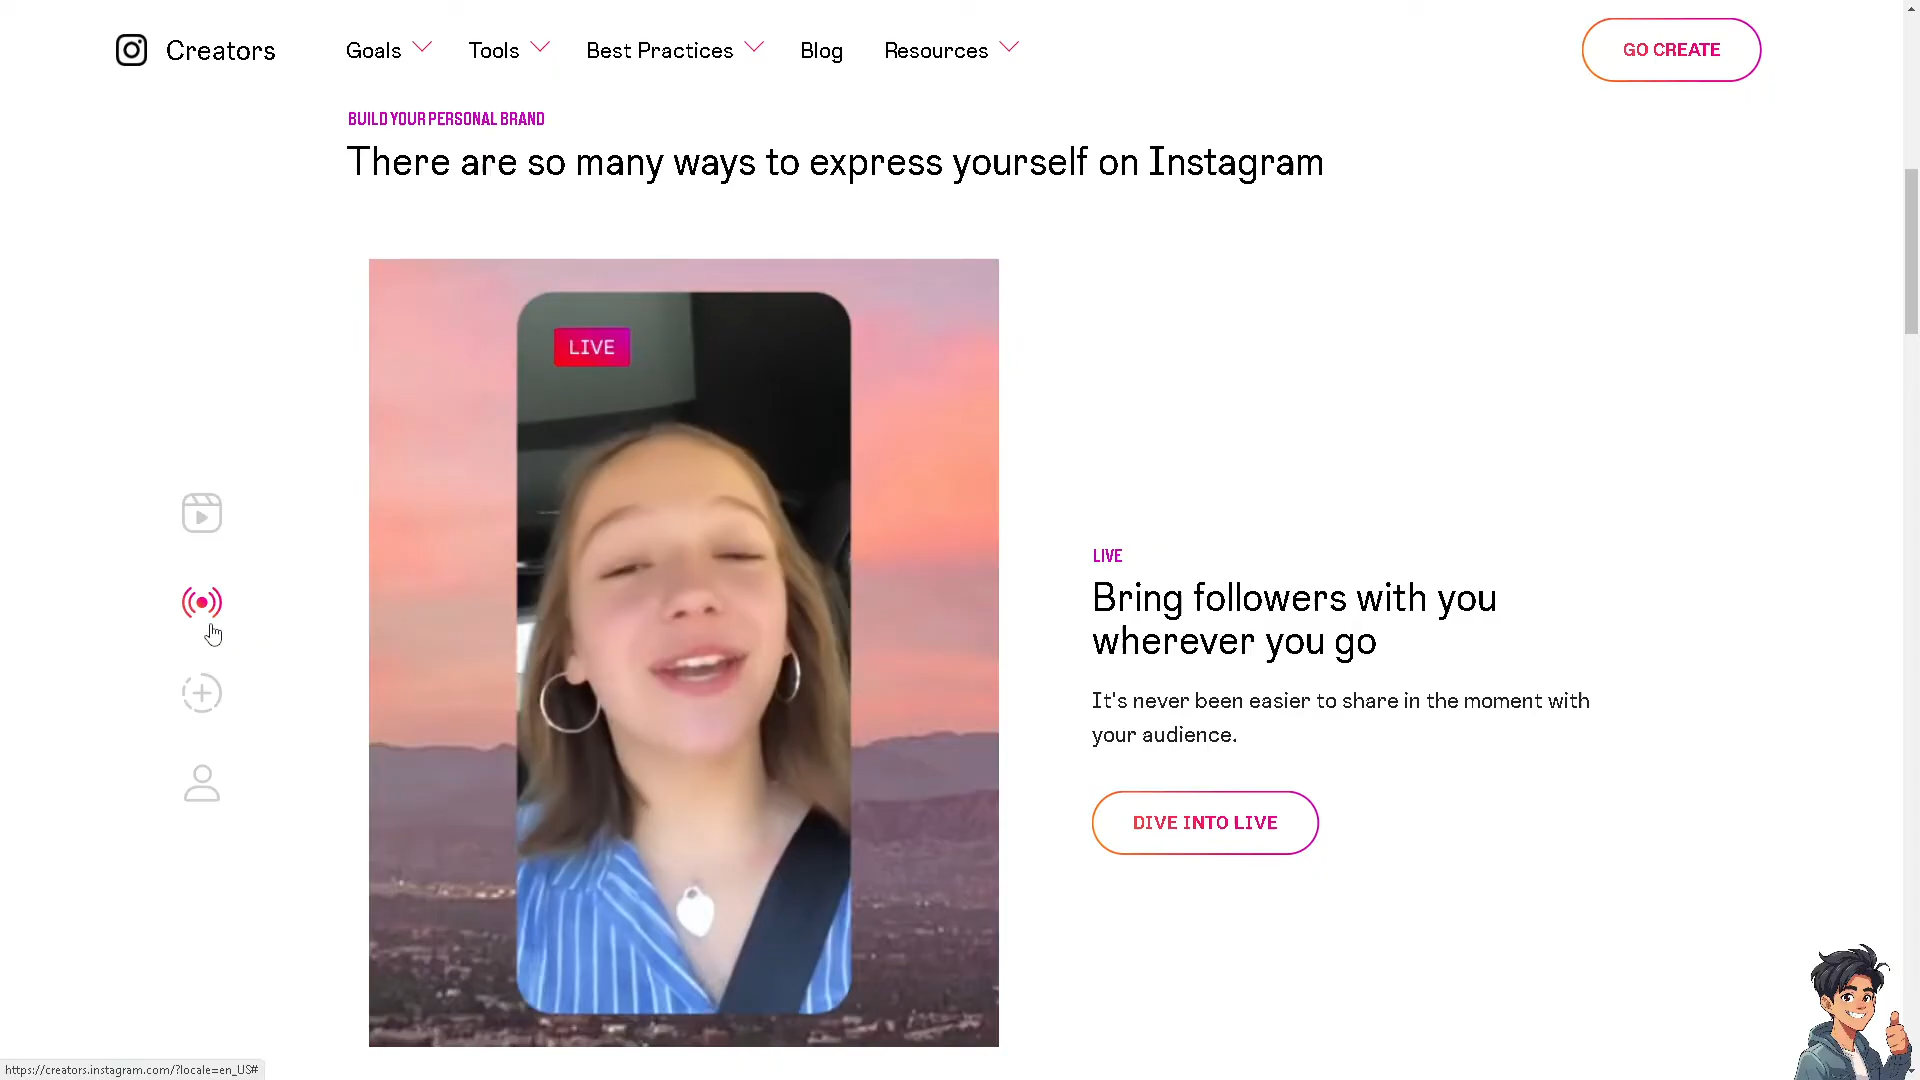 Creators
Goals
Tools
Best Practices
Blog
Resources
GO CREATE
BUILD YOUR PERSONAL BRAND
There are so many ways to express yourself on Instagram
LIVE
LIVE
Bring followers with you
wherever you go
It's never been easier to share in the moment with
your audience.
DIVE INTO LIVE
https://creators.instagram.com/?locale=en_US#